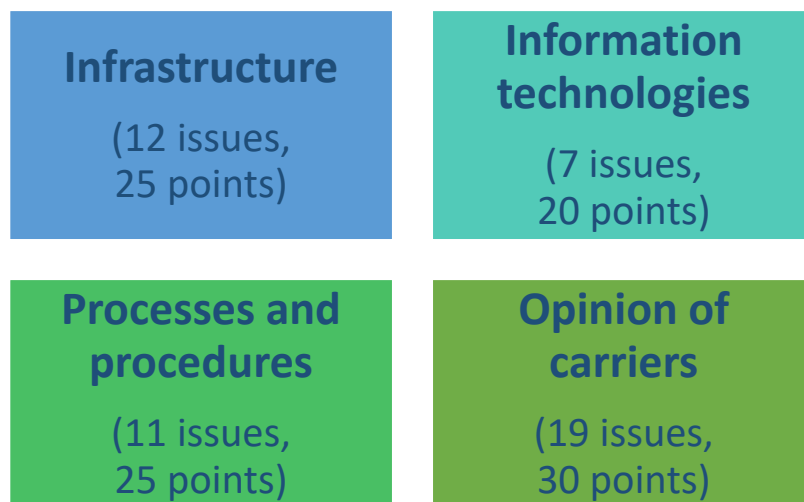 Infrastructure
(12 issues,
25 points)
Information
technologies
(7 issues,
20 points)
Processes and
procedures
(11 issues,
25 points)
Opinion of
carriers
(19 issues,
30 points)